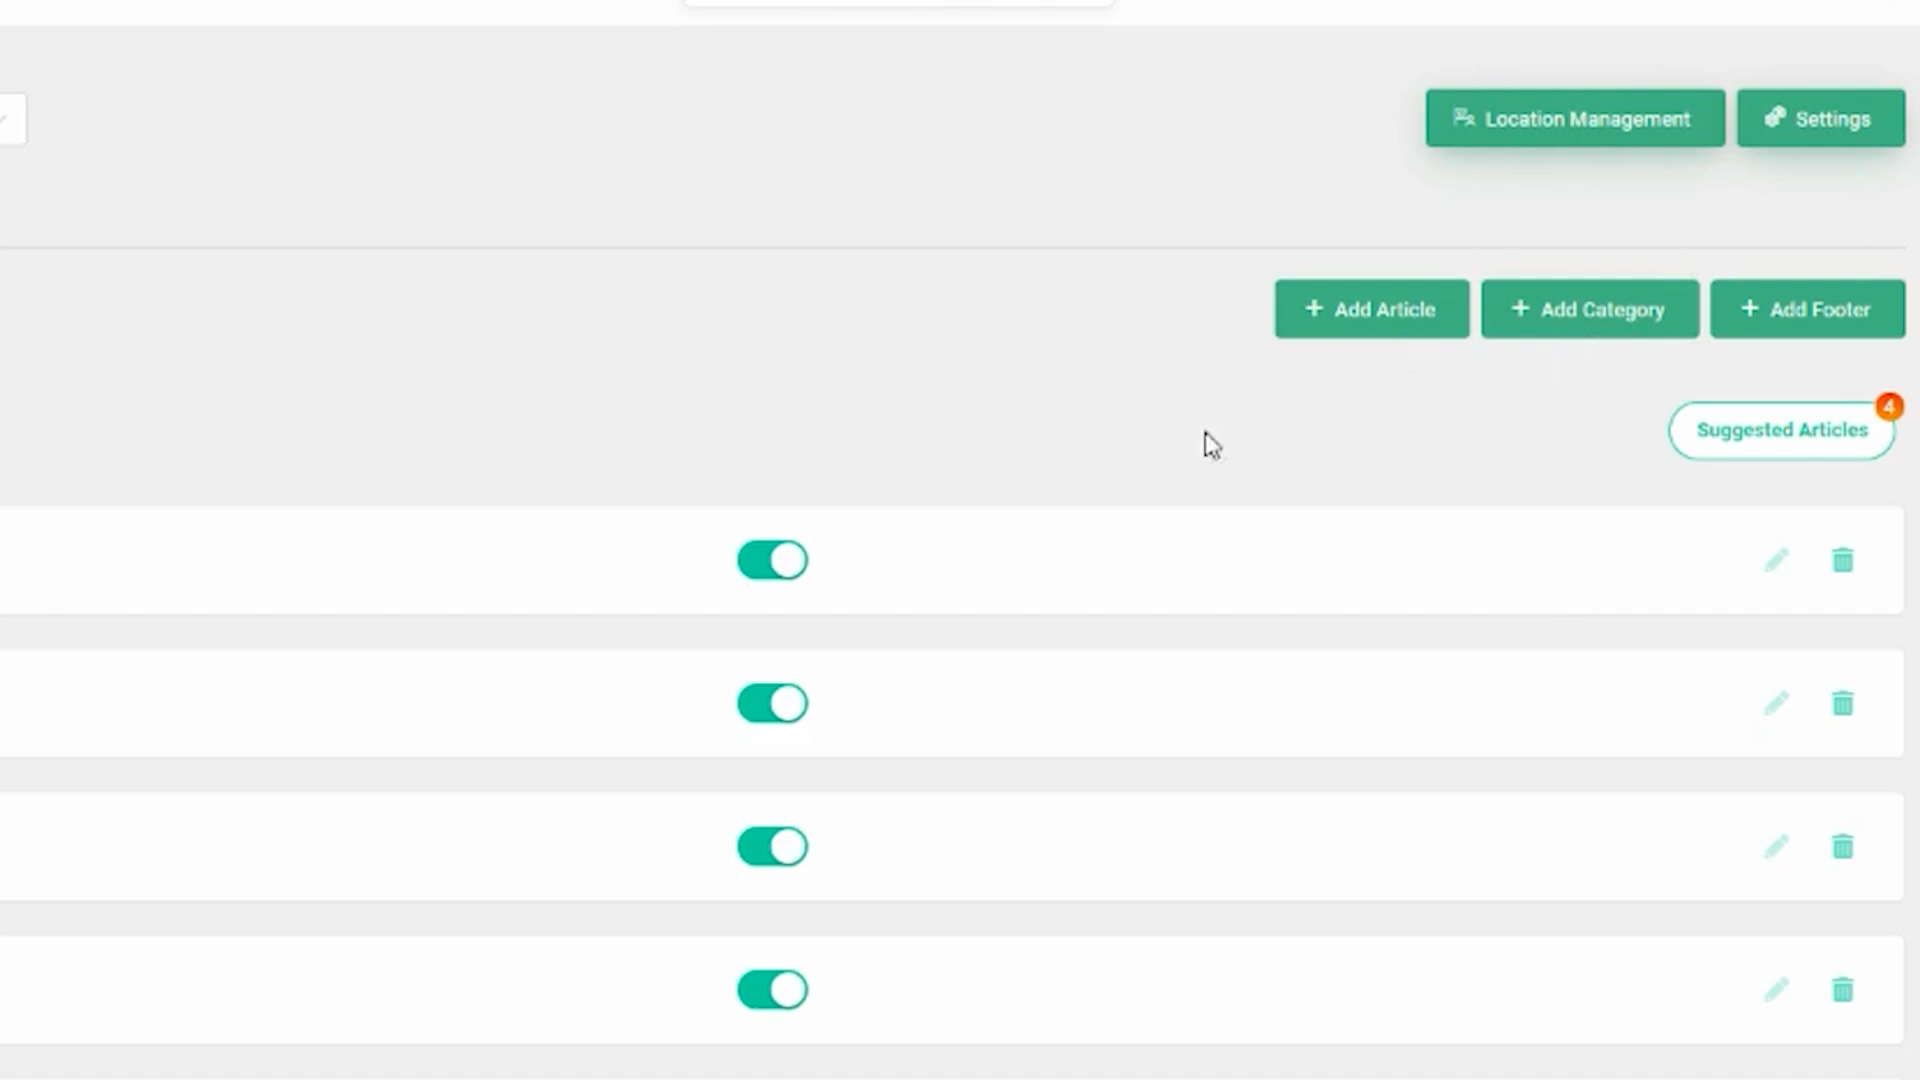 Location Management
Settings
+ Add Article
+ Add Category
+ Add Footer
4
Suggested Articles